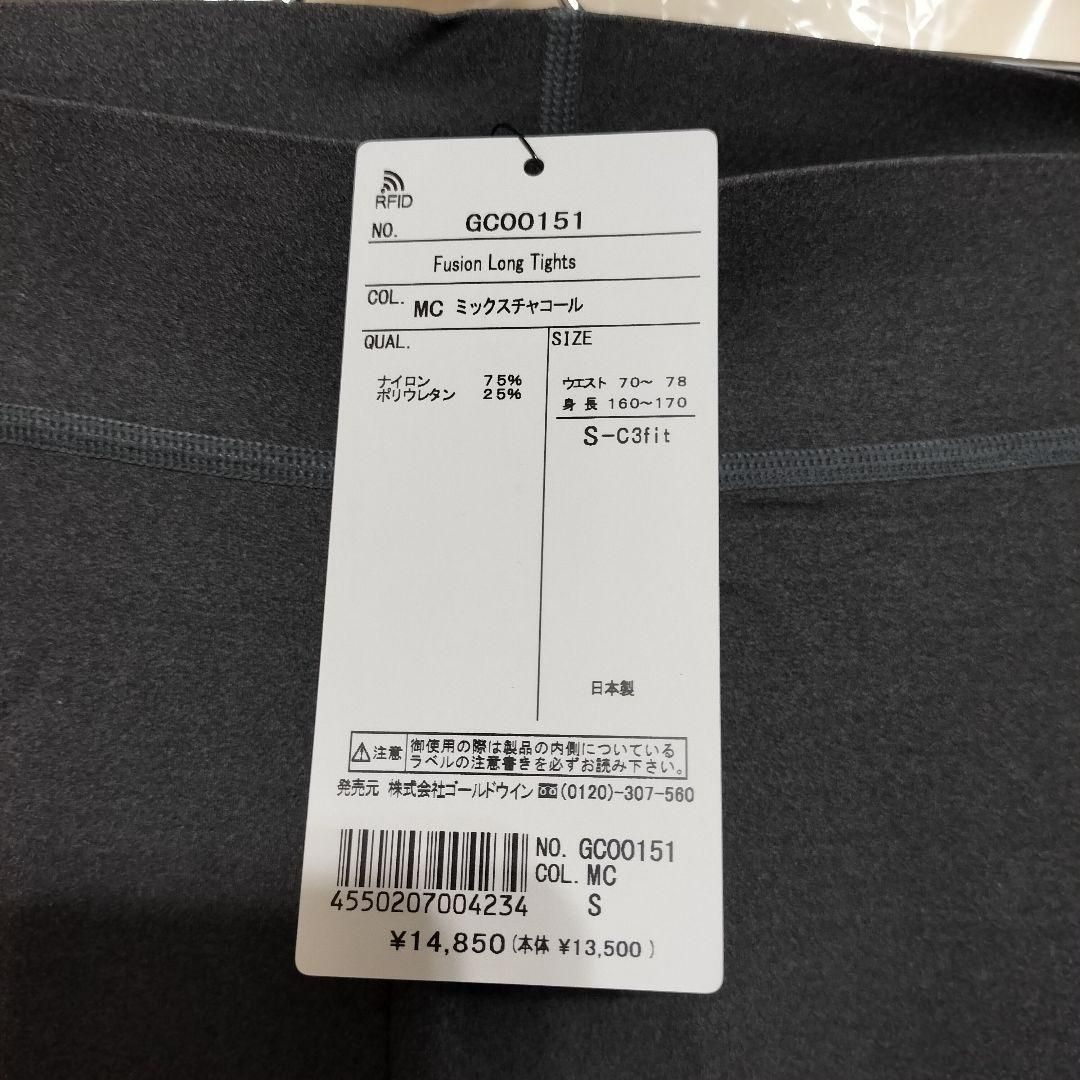 RFID
NO. GC00151
Fusion Long Tights
COL. MC ミックスチャコール
QUAL.
ナイロン 75%
ポリウレタン 25%
SIZE
ウエスト 70～ 78
身長 160～170
S-C3fit
日本製
注意 御使用の際は製品の内側についている
ラベルの注意書きを必ずお読み下さい。
発売元 株式会社ゴールドウイン (0120)-307-560
NO. GC00151
COL. MC
S
4550207004234
¥14,850(本体 ¥13,500 )